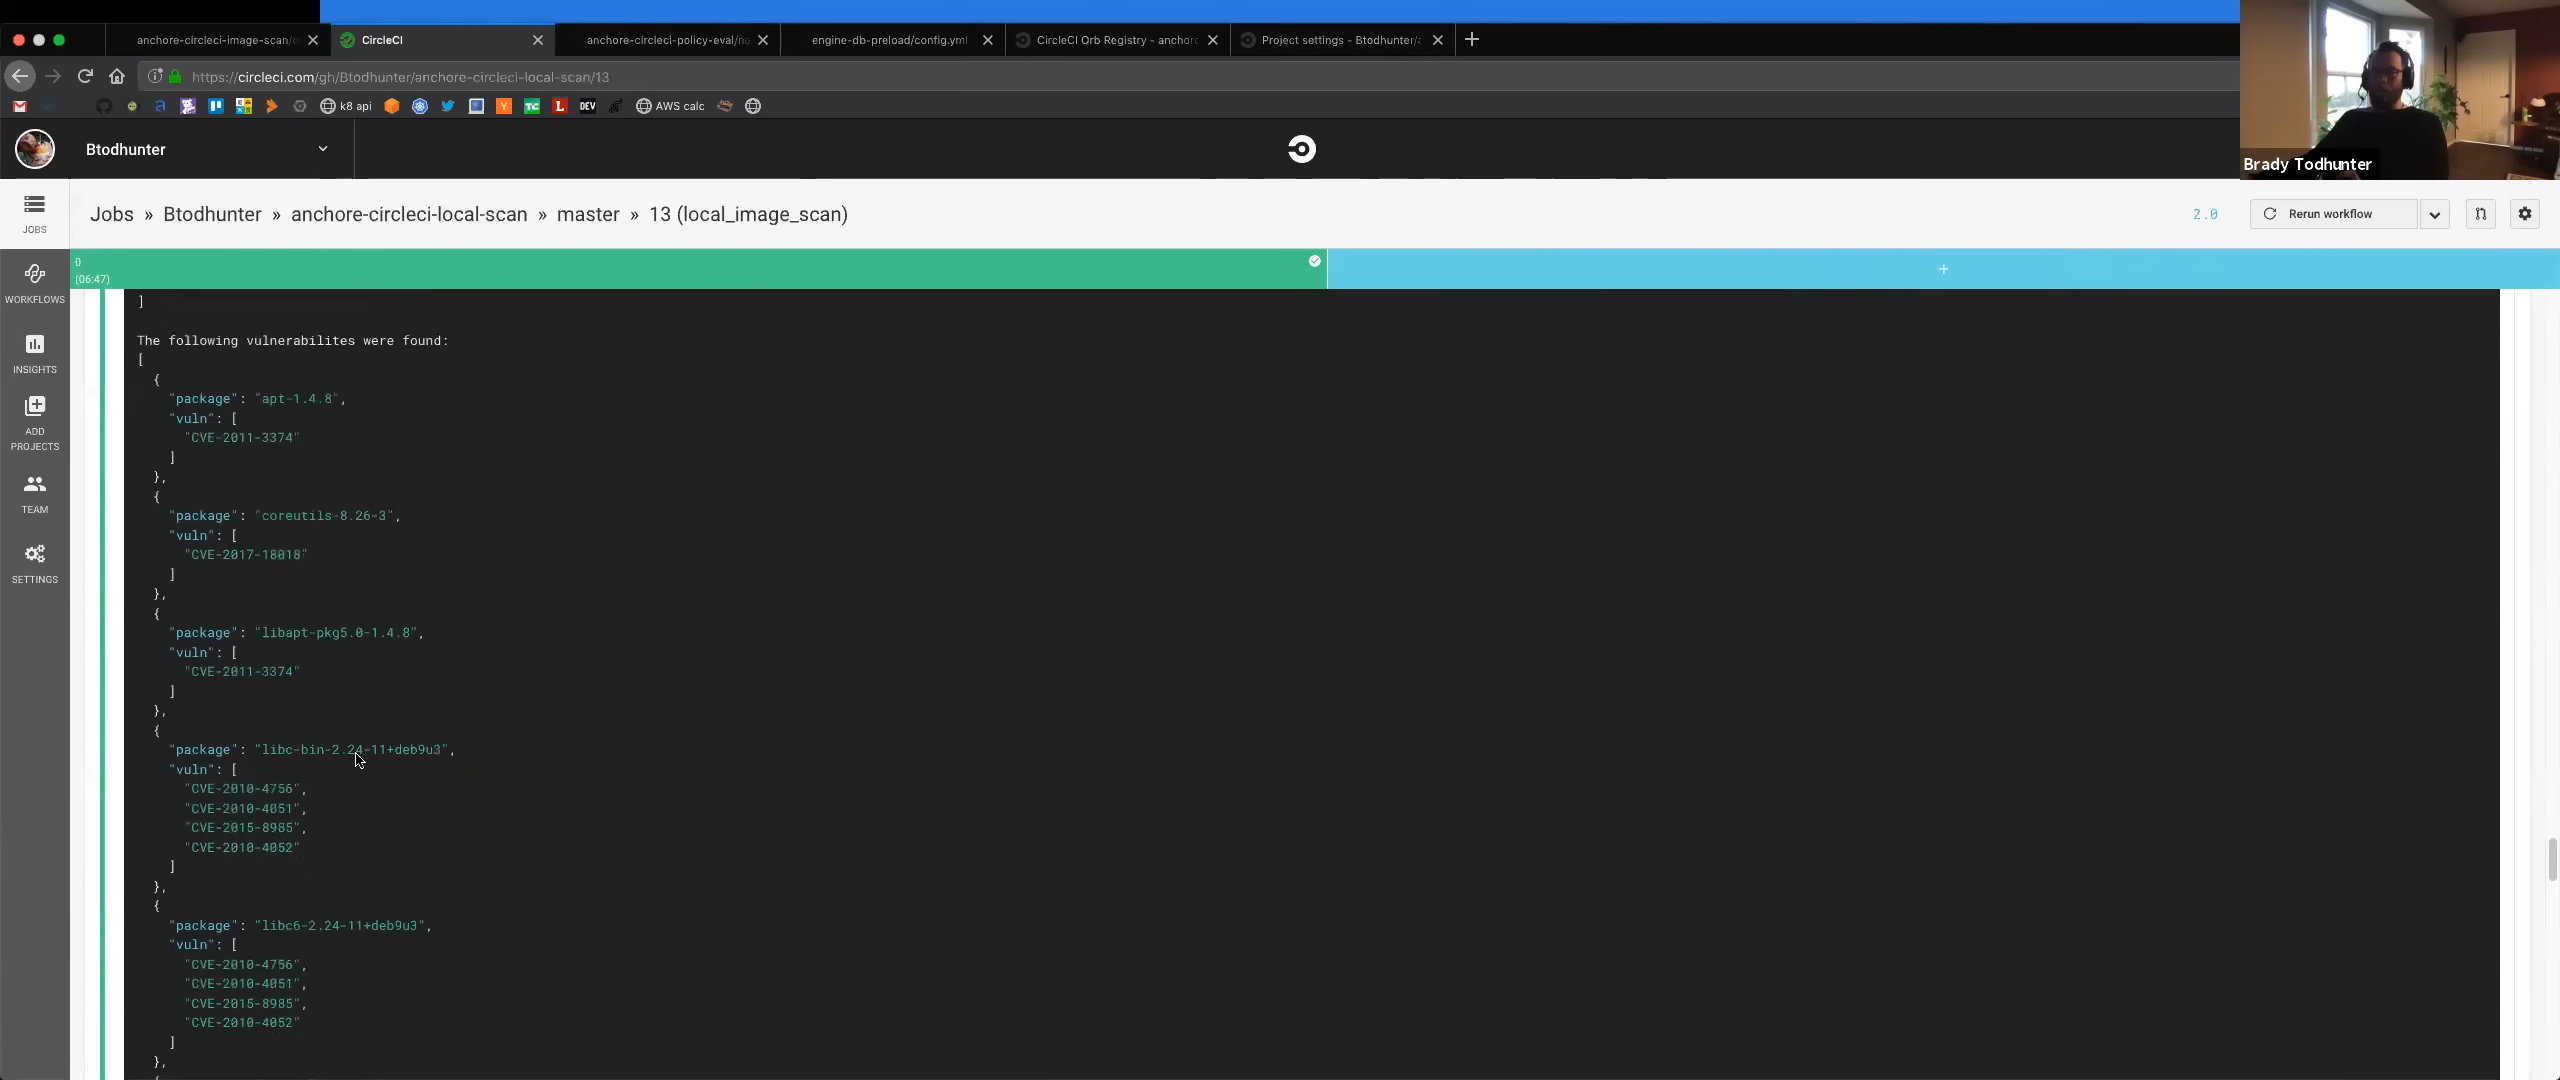 anchore-circleci-image-scan/
CircleCI
anchore-circleci-policy-eval/no
engine-db-preload/config.yml
CircleCI Orb Registry - anchore
Project settings - Btodhunter/a
https://circleci.com/gh/Btodhunter/anchore-circleci-local-scan/13
k8 api
DEV
AWS calc
Btodhunter
Brady Todhunter
Jobs » Btodhunter » anchore-circleci-local-scan » master » 13 (local_image_scan)
2.0
Rerun workflow
JOBS
WORKFLOWS
INSIGHTS
ADD
PROJECTS
TEAM
SETTINGS
0
(06:47)
+
]
The following vulnerabilites were found:
[
{
"package": "apt-1.4.8",
"vuln": [
"CVE-2011-3374"
]
},
{
"package": "coreutils-8.26-3",
"vuln": [
"CVE-2017-18018"
]
},
{
"package": "libapt-pkg5.0-1.4.8",
"vuln": [
"CVE-2011-3374"
]
},
{
"package": "libc-bin-2.24-11+deb9u3",
"vuln": [
"CVE-2010-4756",
"CVE-2010-4051",
"CVE-2015-8985",
"CVE-2010-4052"
]
},
{
"package": "libc6-2.24-11+deb9u3",
"vuln": [
"CVE-2010-4756",
"CVE-2010-4051",
"CVE-2015-8985",
"CVE-2010-4052"
]
},